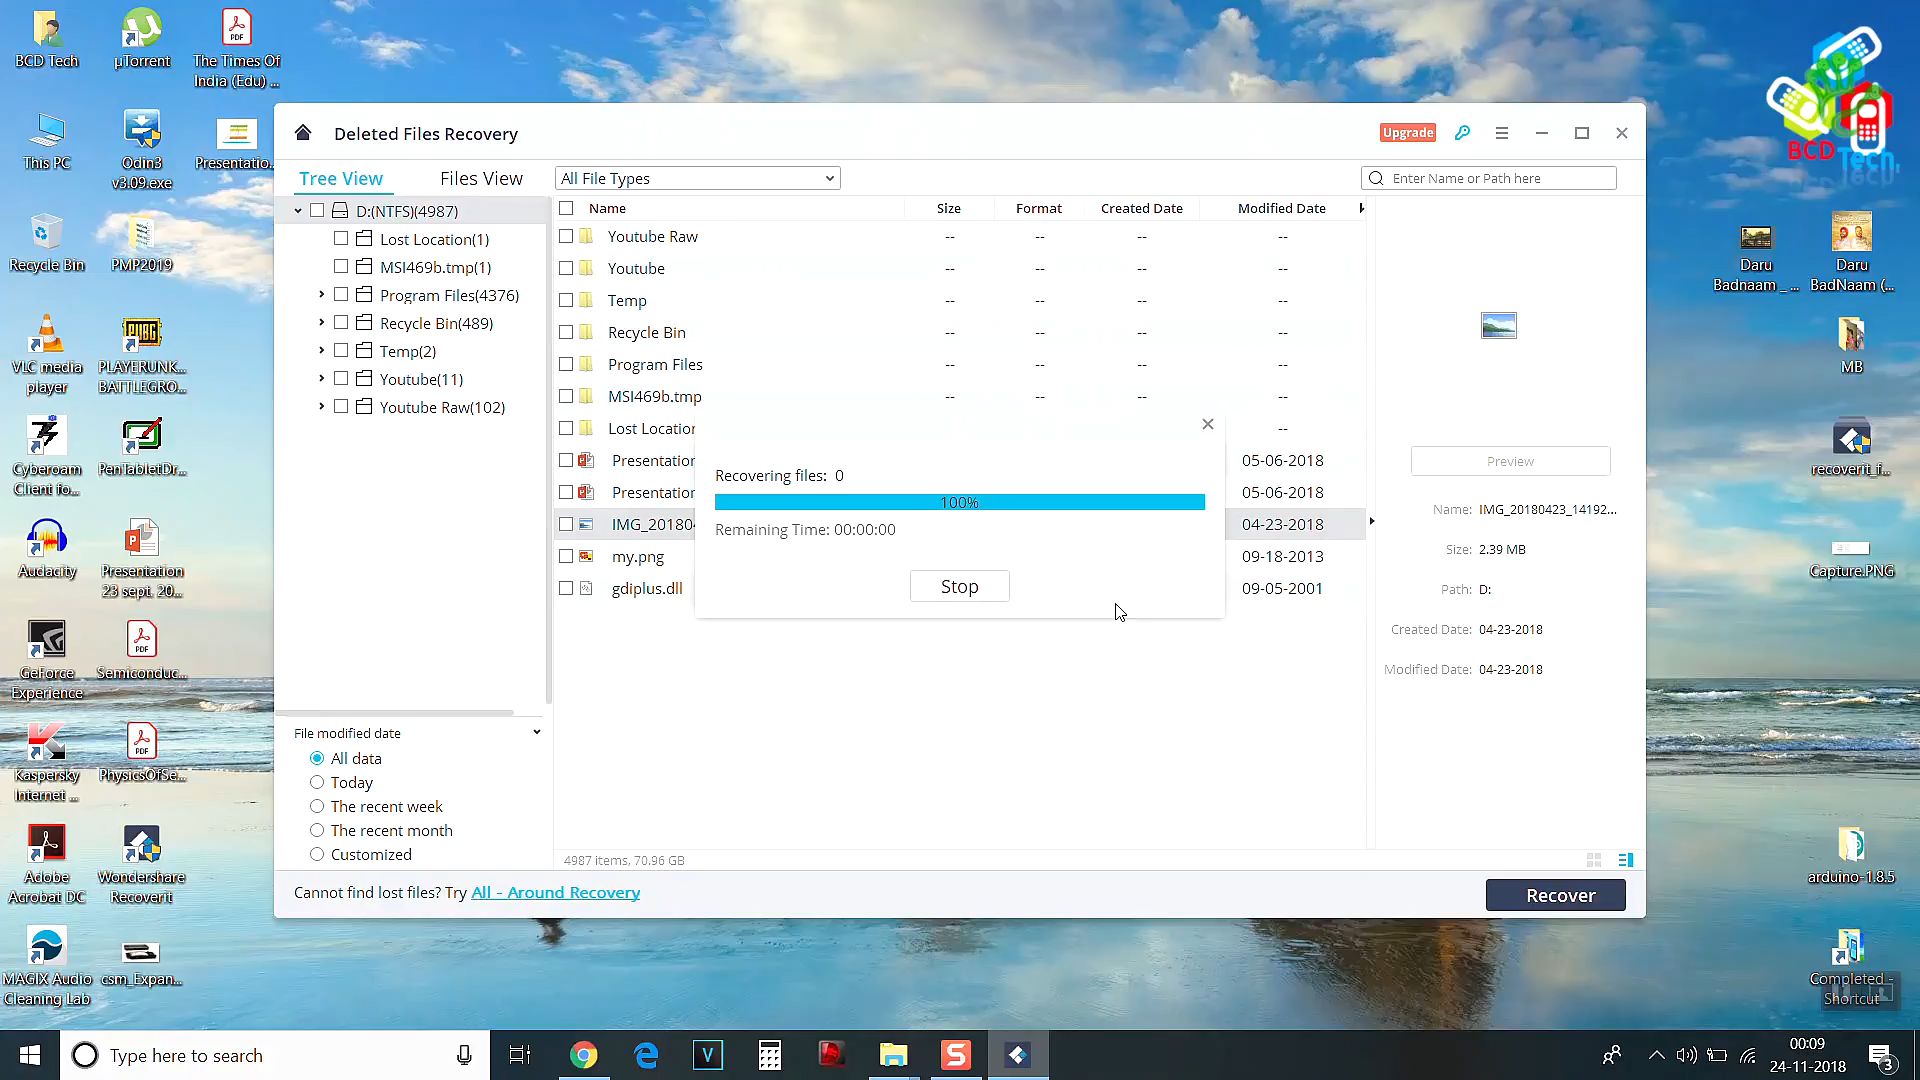 BCD Tech
µTorrent
The Times Of
India (Edu) ...
This PC
Odin3
v3.09.exe
Presentatio...
Recycle Bin
PMP2019
VLC media
player
PLAYERUNK...
BATTLEGRO...
Cyberoam
Client fo...
PenTabletDr...
Audacity
Presentation
23 sept. 20...
GeForce
Experience
Semiconduc...
Kaspersky
Internet ...
PhysicsOfSe...
Adobe
Acrobat DC
Wondershare
Recoverit
MAGIX Audio
Cleaning Lab
csm_Expan...
Deleted Files Recovery
Upgrade
Tree View
Files View
All File Types
Enter Name or Path here
D:(NTFS)(4987)
Lost Location(1)
MSI469b.tmp(1)
Program Files(4376)
Recycle Bin(489)
Temp(2)
Youtube(11)
Youtube Raw(102)
File modified date
All data
Today
The recent week
The recent month
Customized
Name Size Format Created Date Modified Date
Youtube Raw -- -- -- --
Youtube -- -- -- --
Temp -- -- -- --
Recycle Bin -- -- -- --
Program Files -- -- -- --
MSI469b.tmp -- -- -- --
Lost Location --
Presentation 05-06-2018
Presentation 05-06-2018
IMG_20180 04-23-2018
my.png 09-18-2013
gdiplus.dll 09-05-2001
Recovering files: 0
100%
Remaining Time: 00:00:00
Stop
Preview
Name: IMG_20180423_14192...
Size: 2.39 MB
Path: D:
Created Date: 04-23-2018
Modified Date: 04-23-2018
4987 items, 70.96 GB
Cannot find lost files? Try All - Around Recovery
Recover
BCD Tech
Daru
Badnaam _ ...
Daru
BadNaam (...
MB
recoverit_f...
Capture.PNG
arduino-1.8.5
Completed -
Shortcut
Type here to search
00:09
24-11-2018
3